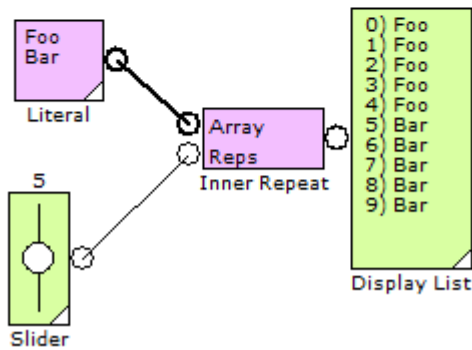 Foo
Bar
Literal
5
Slider
Array
Reps
Inner Repeat
0) Foo
1) Foo
2) Foo
3) Foo
4) Foo
5) Bar
6) Bar
7) Bar
8) Bar
9) Bar
Display List